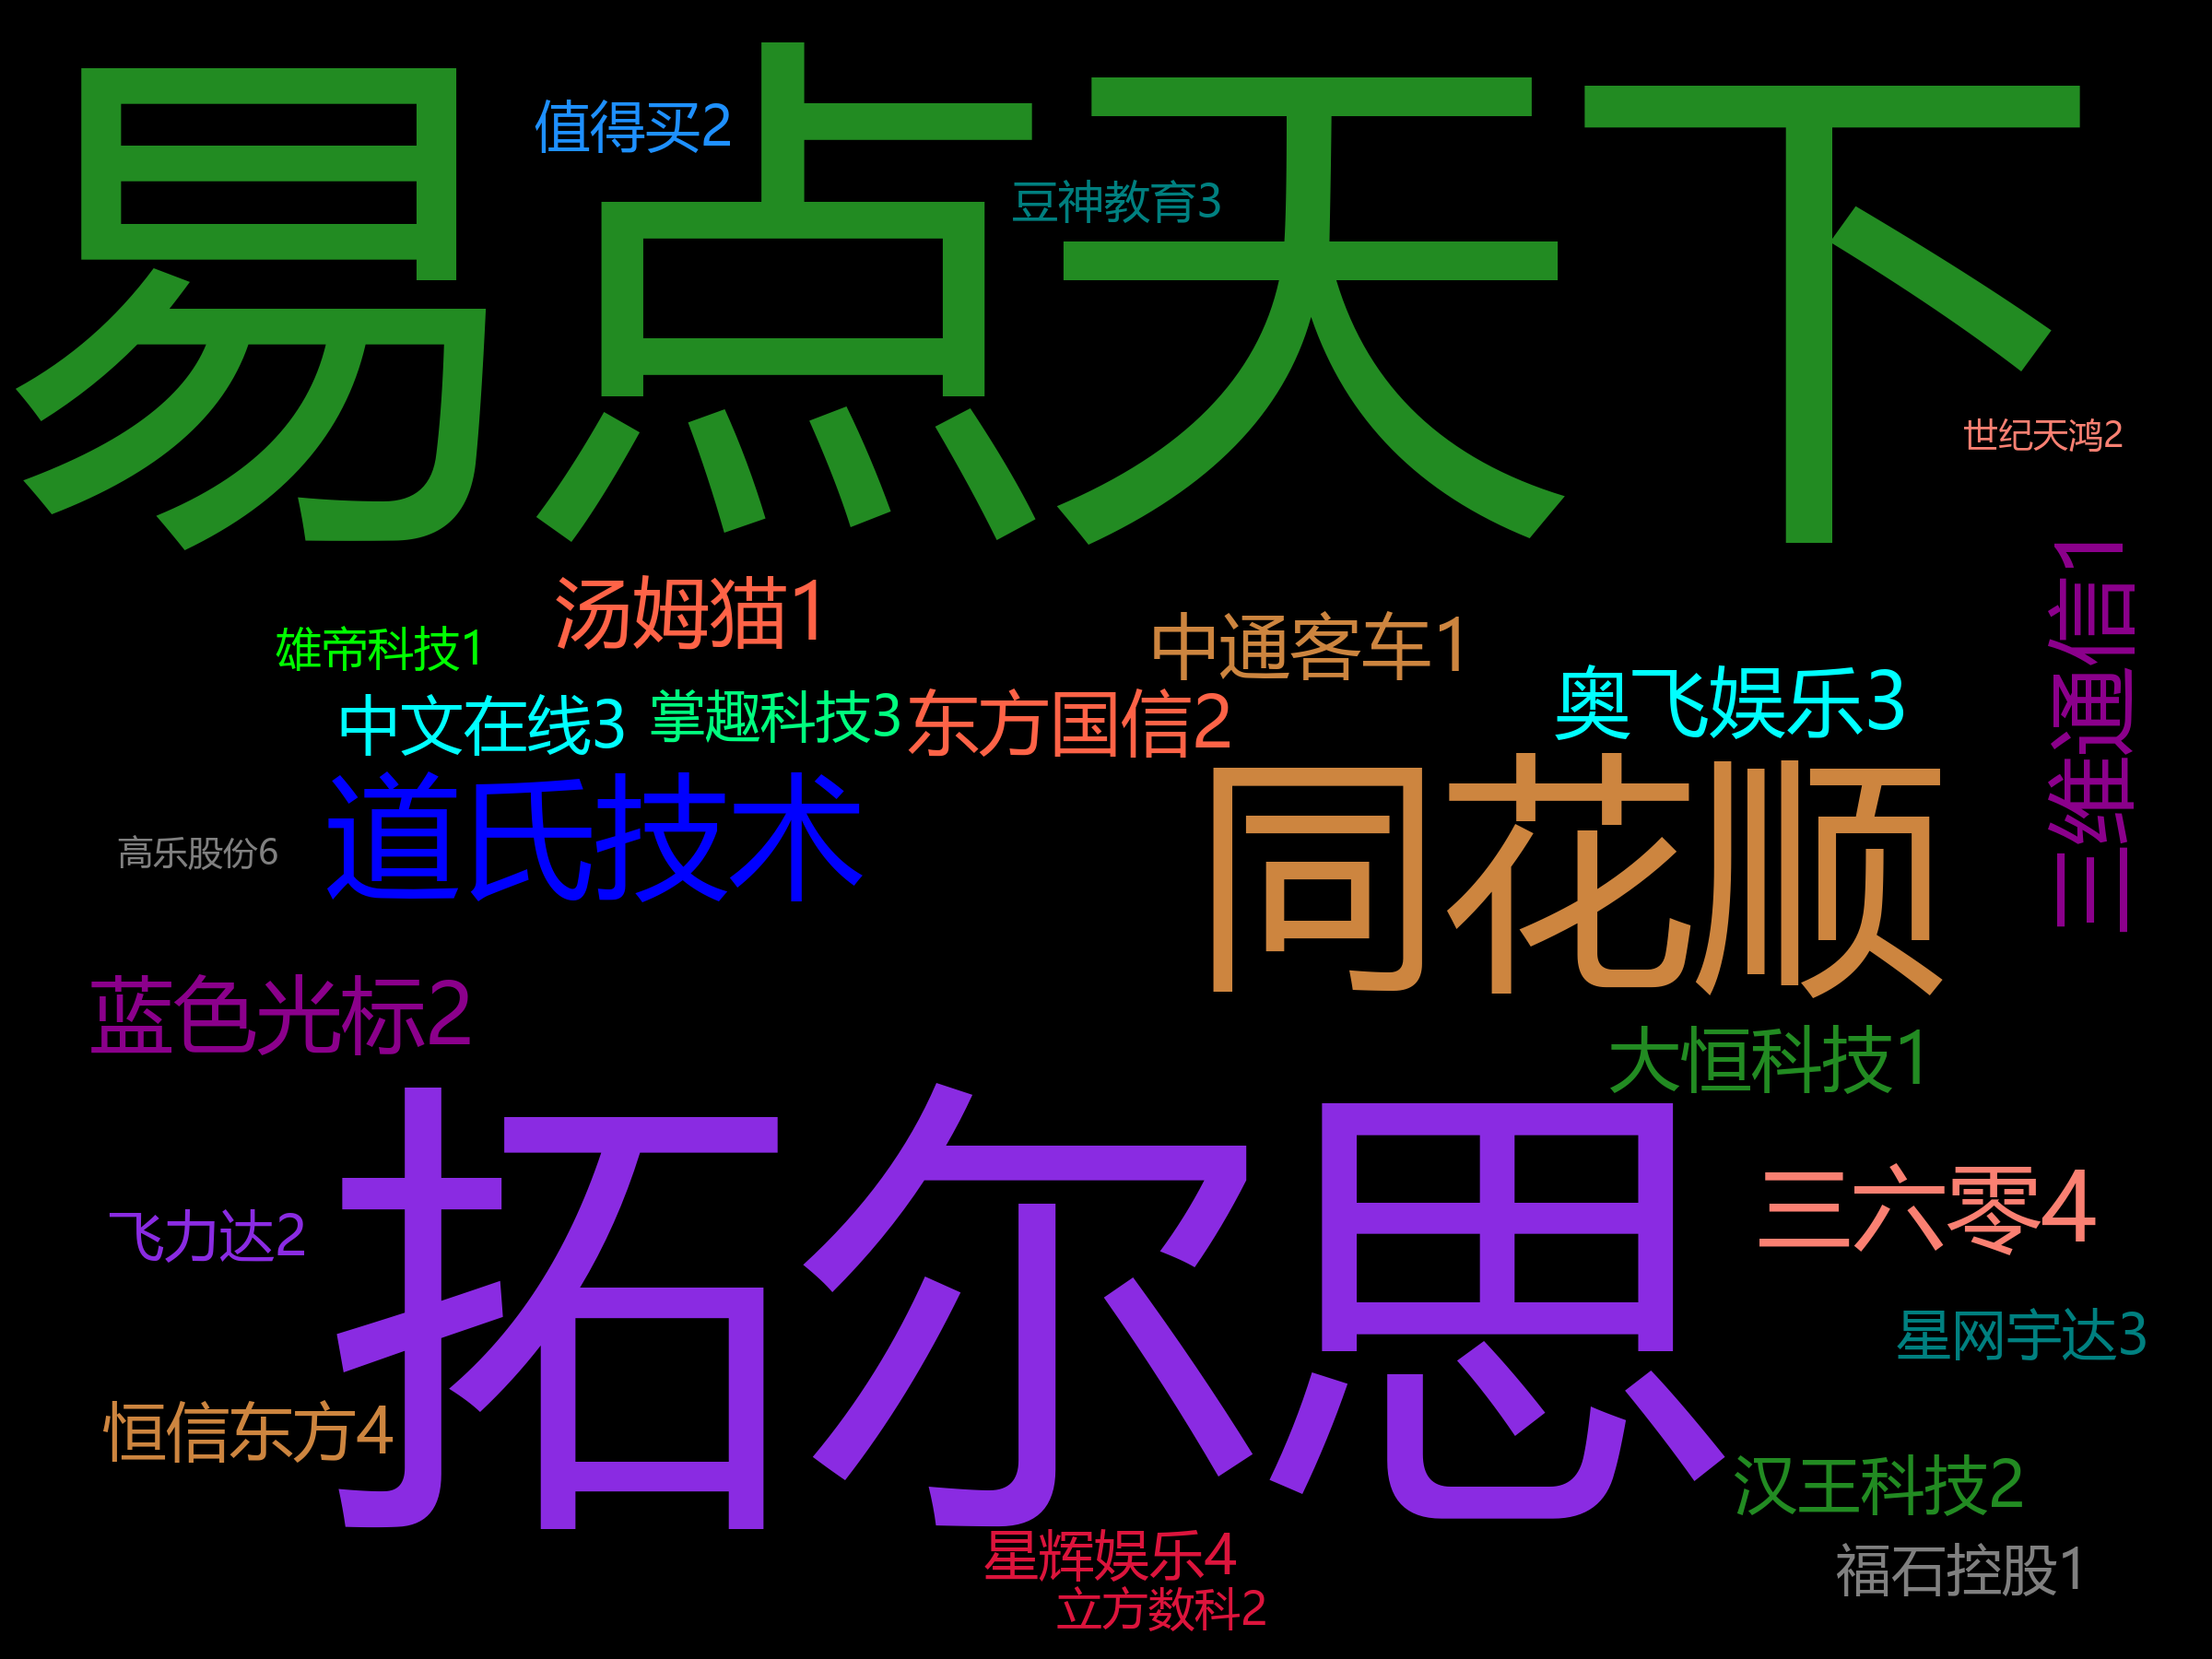 易点天下
值得买2
豆神教育3
世纪天鸿2
汤姆猫1
中通客车1
雄帝科技1
三维通信1
奥飞娱乐3
中文在线3
掌趣科技3
东方国信2
道氏技术
同花顺
高乐股份6
蓝色光标2
大恒科技1
拓尔思
三六零4
飞力达2
星网宇达3
恒信东方4
汉王科技2
星辉娱乐4
福石控股1
立方数科2